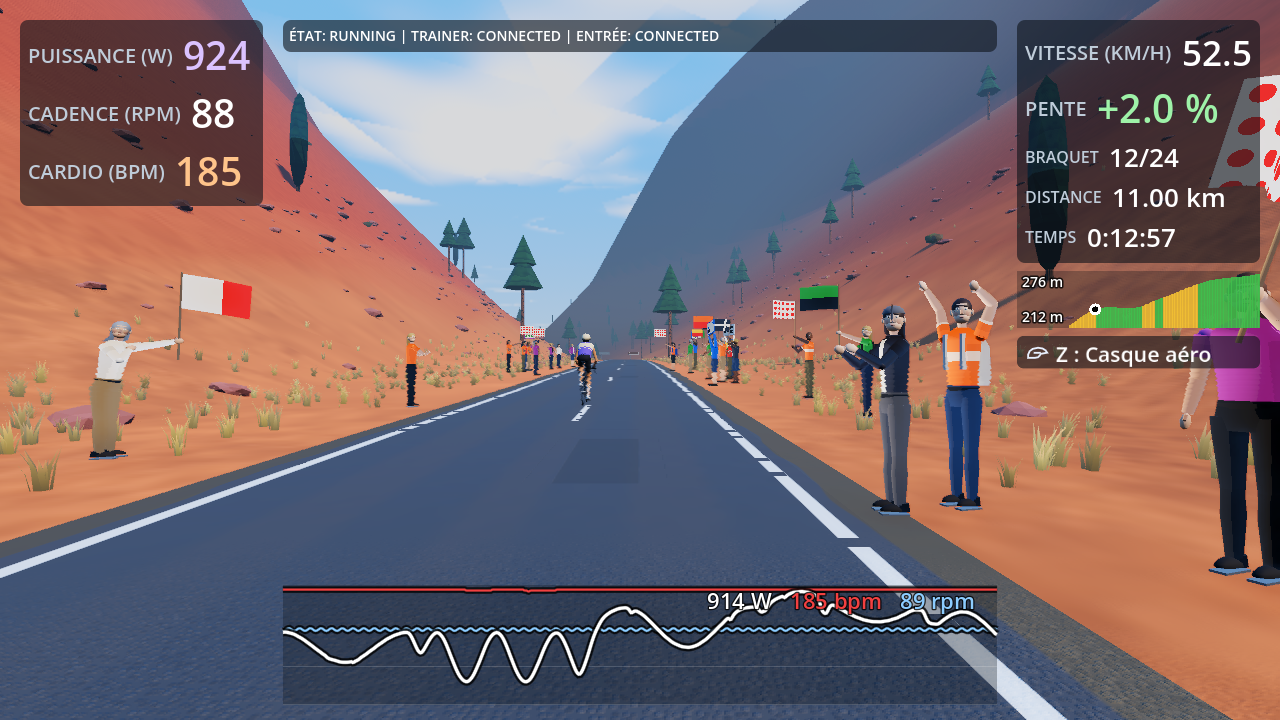 PUISSANCE (W) 924
CADENCE (RPM) 88
CARDIO (BPM) 185
ÉTAT: RUNNING | TRAINER: CONNECTED | ENTRÉE: CONNECTED
VITESSE (KM/H) 52.5
PENTE +2.0 %
BRAQUET 12/24
DISTANCE 11.00 km
TEMPS 0:12:57
276 m
212 m
Z : Casque aéro
914 W 185 bpm 89 rpm